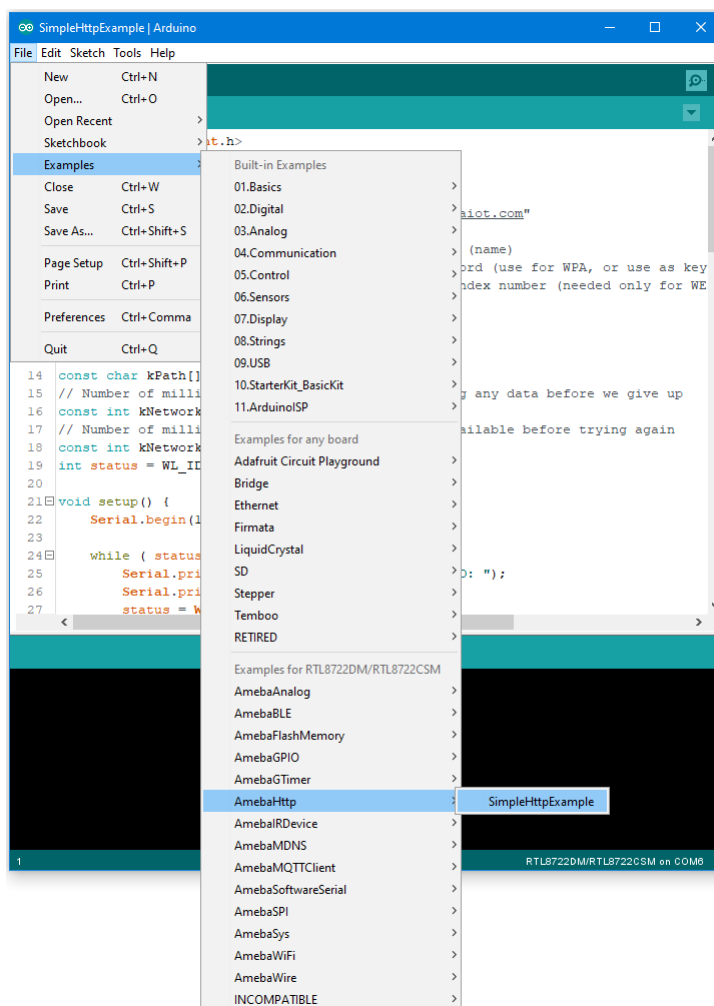 SimpleHttpExample | Arduino
File Edit Sketch Tools Help
New Ctrl+N
Open... Ctrl+O
Open Recent
Sketchbook
Examples
Close Ctrl+W
Save Ctrl+S
Save As... Ctrl+Shift+S
Page Setup Ctrl+Shift+P
Print Ctrl+P
Preferences Ctrl+Comma
Quit Ctrl+Q
Built-in Examples
01.Basics
02.Digital
03.Analog
04.Communication
05.Control
06.Sensors
07.Display
08.Strings
09.USB
10.StarterKit_BasicKit
11.ArduinoISP
Examples for any board
Adafruit Circuit Playground
Bridge
Ethernet
Firmata
LiquidCrystal
SD
Stepper
Temboo
RETIRED
Examples for RTL8722DM/RTL8722CSM
AmebaAnalog
AmebaBLE
AmebaFlashMemory
AmebaGPIO
AmebaGTimer
AmebaHttp
AmebaIRDevice
AmebaMDNS
AmebaMQTTClient
AmebaSoftwareSerial
AmebaSPI
AmebaSys
AmebaWiFi
AmebaWire
INCOMPATIBLE
SimpleHttpExample
t.h>
aiot.com"
(name)
ord (use for WPA, or use as key
ndex number (needed only for WE
14 const char kPath[]
15 // Number of milli g any data before we give up
16 const int kNetwork
17 // Number of milli ailable before trying again
18 const int kNetwork
19 int status = WL_ID
20
21 void setup() {
22 Serial.begin(1
23
24 while ( status
25 Serial.pri D: ");
26 Serial.pri
27 status = W
1 RTL8722DM/RTL8722CSM on COM6